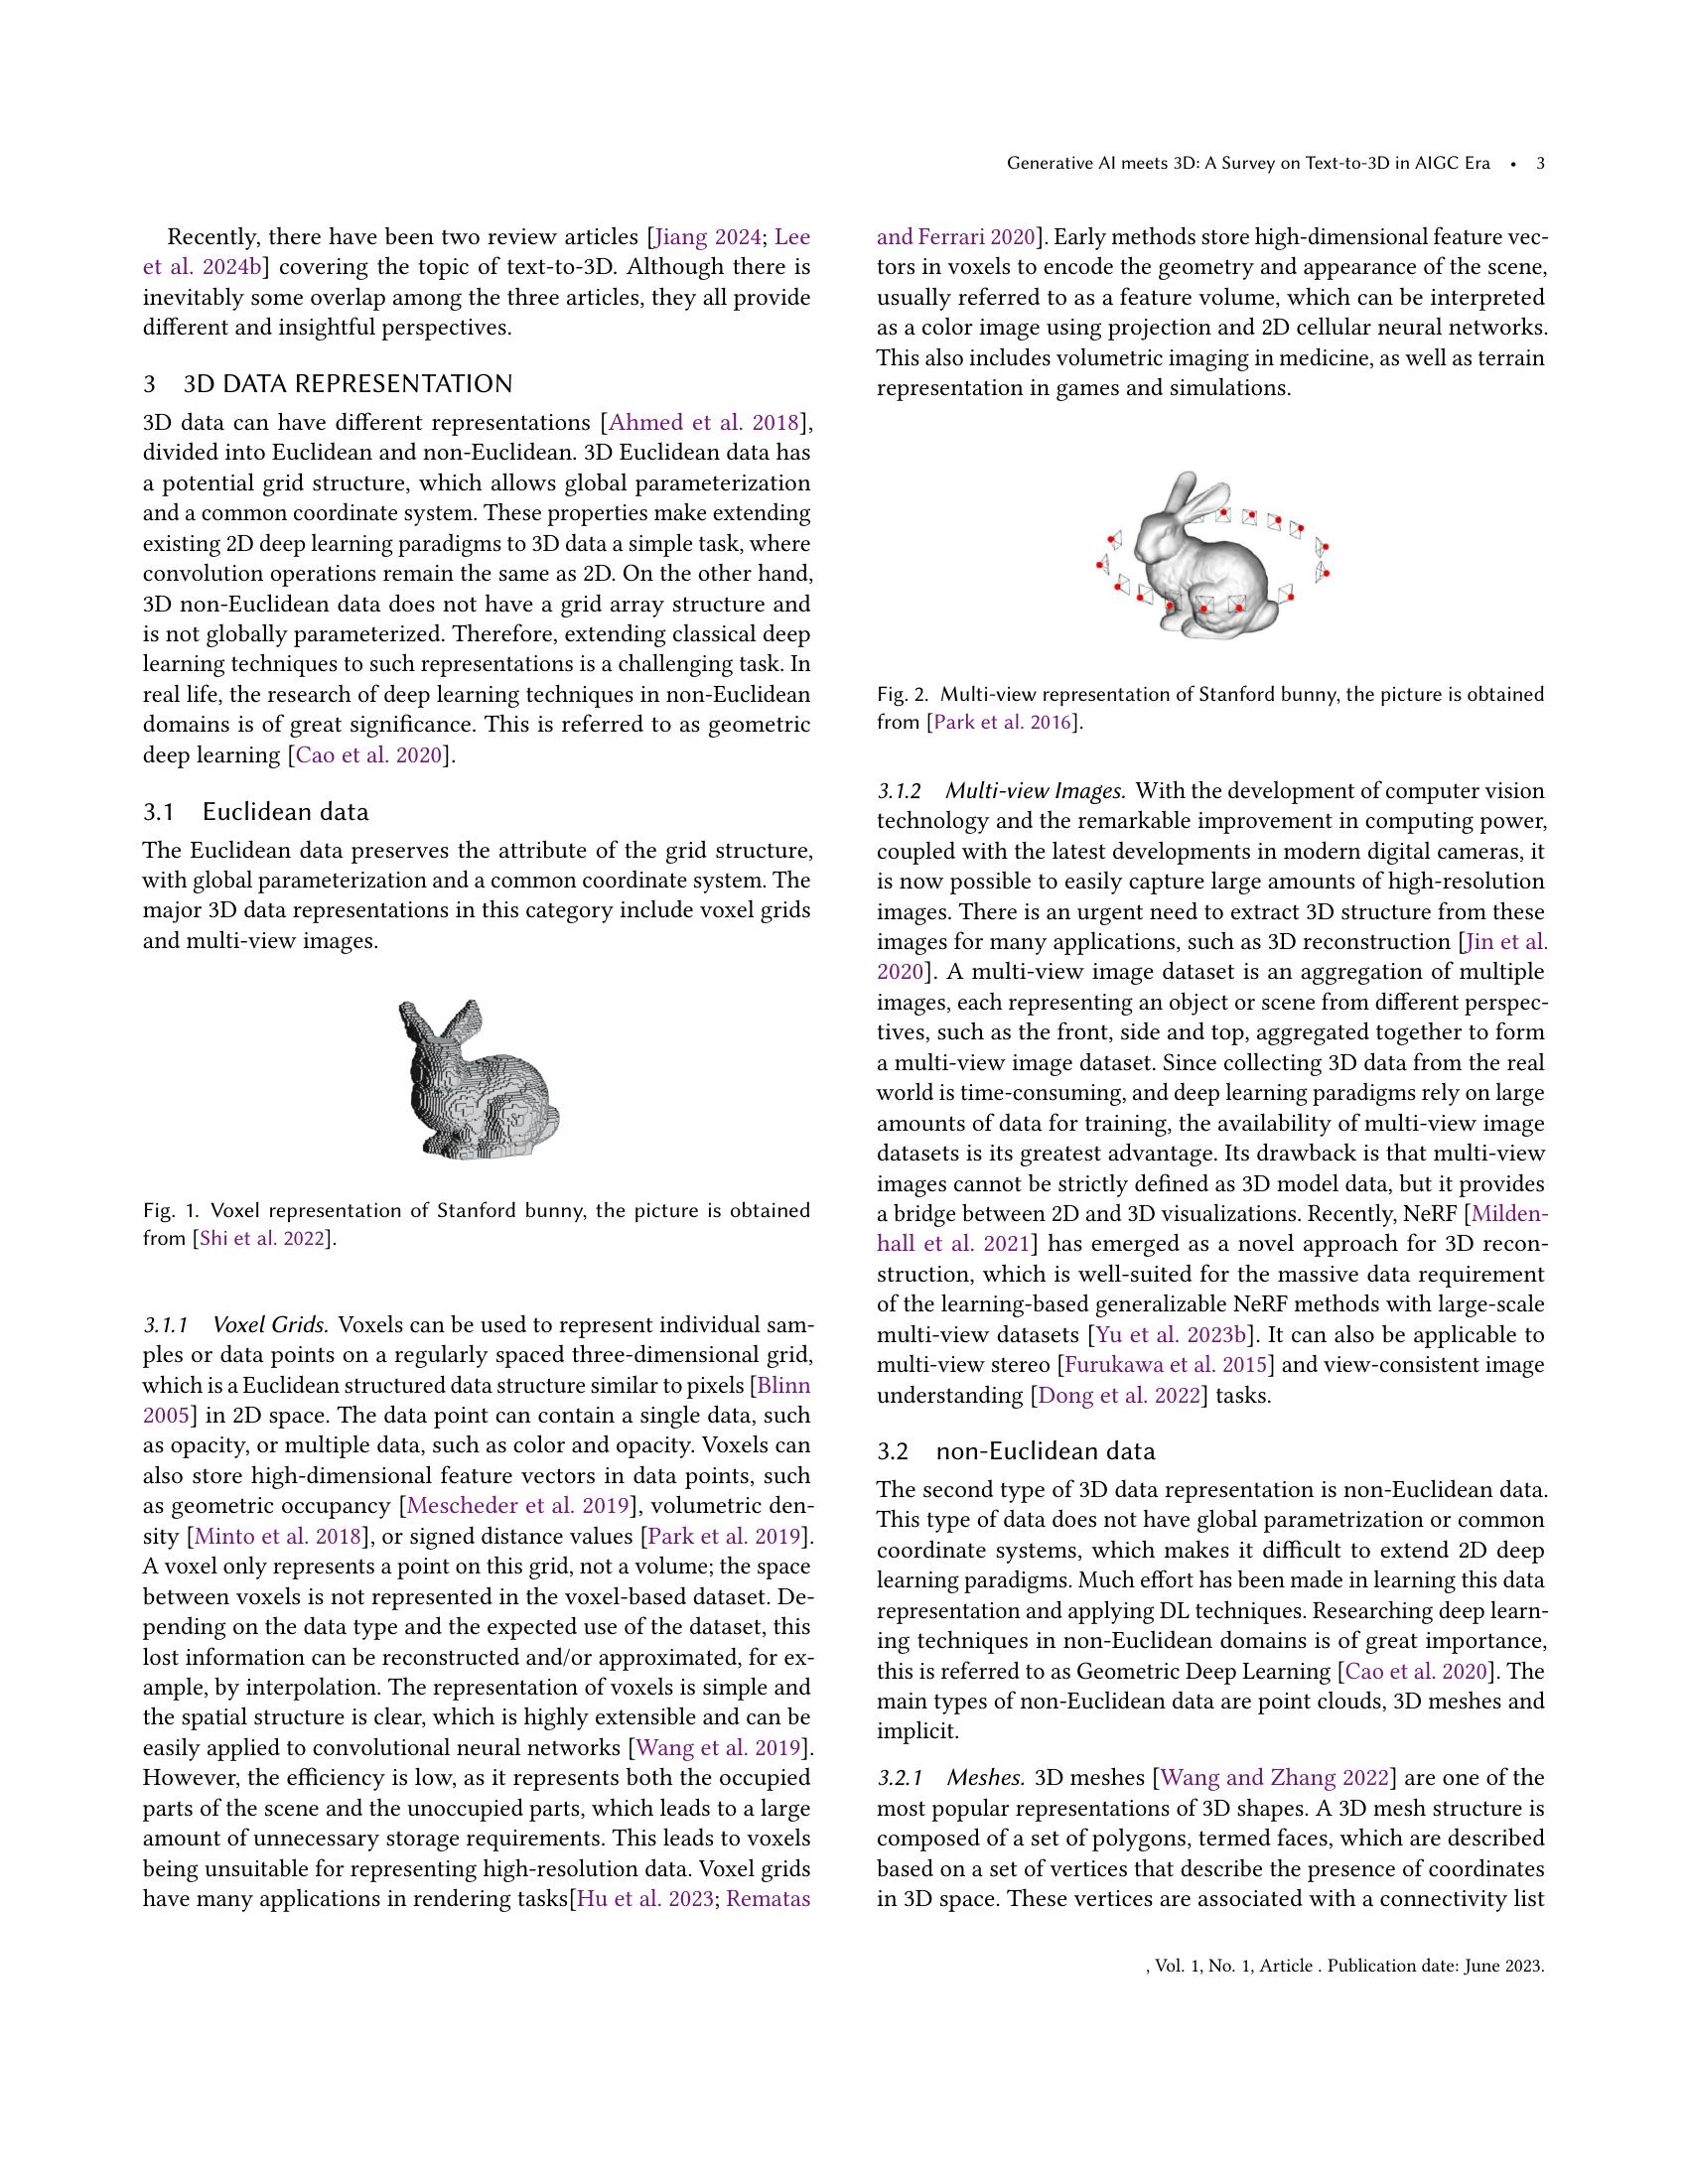 Generative AI meets 3D: A Survey on Text-to-3D in AIGC Era • 3
Recently, there have been two review articles [Jiang 2024; Lee
et al. 2024b] covering the topic of text-to-3D. Although there is
inevitably some overlap among the three articles, they all provide
different and insightful perspectives.
3 3D DATA REPRESENTATION
3D data can have different representations [Ahmed et al. 2018],
divided into Euclidean and non-Euclidean. 3D Euclidean data has
a potential grid structure, which allows global parameterization
and a common coordinate system. These properties make extending
existing 2D deep learning paradigms to 3D data a simple task, where
convolution operations remain the same as 2D. On the other hand,
3D non-Euclidean data does not have a grid array structure and
is not globally parameterized. Therefore, extending classical deep
learning techniques to such representations is a challenging task. In
real life, the research of deep learning techniques in non-Euclidean
domains is of great significance. This is referred to as geometric
deep learning [Cao et al. 2020].
3.1 Euclidean data
The Euclidean data preserves the attribute of the grid structure,
with global parameterization and a common coordinate system. The
major 3D data representations in this category include voxel grids
and multi-view images.
Fig. 1. Voxel representation of Stanford bunny, the picture is obtained
from [Shi et al. 2022].
3.1.1 Voxel Grids. Voxels can be used to represent individual sam-
ples or data points on a regularly spaced three-dimensional grid,
which is a Euclidean structured data structure similar to pixels [Blinn
2005] in 2D space. The data point can contain a single data, such
as opacity, or multiple data, such as color and opacity. Voxels can
also store high-dimensional feature vectors in data points, such
as geometric occupancy [Mescheder et al. 2019], volumetric den-
sity [Minto et al. 2018], or signed distance values [Park et al. 2019].
A voxel only represents a point on this grid, not a volume; the space
between voxels is not represented in the voxel-based dataset. De-
pending on the data type and the expected use of the dataset, this
lost information can be reconstructed and/or approximated, for ex-
ample, by interpolation. The representation of voxels is simple and
the spatial structure is clear, which is highly extensible and can be
easily applied to convolutional neural networks [Wang et al. 2019].
However, the efficiency is low, as it represents both the occupied
parts of the scene and the unoccupied parts, which leads to a large
amount of unnecessary storage requirements. This leads to voxels
being unsuitable for representing high-resolution data. Voxel grids
have many applications in rendering tasks[Hu et al. 2023; Rematas
and Ferrari 2020]. Early methods store high-dimensional feature vec-
tors in voxels to encode the geometry and appearance of the scene,
usually referred to as a feature volume, which can be interpreted
as a color image using projection and 2D cellular neural networks.
This also includes volumetric imaging in medicine, as well as terrain
representation in games and simulations.
Fig. 2. Multi-view representation of Stanford bunny, the picture is obtained
from [Park et al. 2016].
3.1.2 Multi-view Images. With the development of computer vision
technology and the remarkable improvement in computing power,
coupled with the latest developments in modern digital cameras, it
is now possible to easily capture large amounts of high-resolution
images. There is an urgent need to extract 3D structure from these
images for many applications, such as 3D reconstruction [Jin et al.
2020]. A multi-view image dataset is an aggregation of multiple
images, each representing an object or scene from different perspec-
tives, such as the front, side and top, aggregated together to form
a multi-view image dataset. Since collecting 3D data from the real
world is time-consuming, and deep learning paradigms rely on large
amounts of data for training, the availability of multi-view image
datasets is its greatest advantage. Its drawback is that multi-view
images cannot be strictly defined as 3D model data, but it provides
a bridge between 2D and 3D visualizations. Recently, NeRF [Milden-
hall et al. 2021] has emerged as a novel approach for 3D recon-
struction, which is well-suited for the massive data requirement
of the learning-based generalizable NeRF methods with large-scale
multi-view datasets [Yu et al. 2023b]. It can also be applicable to
multi-view stereo [Furukawa et al. 2015] and view-consistent image
understanding [Dong et al. 2022] tasks.
3.2 non-Euclidean data
The second type of 3D data representation is non-Euclidean data.
This type of data does not have global parametrization or common
coordinate systems, which makes it difficult to extend 2D deep
learning paradigms. Much effort has been made in learning this data
representation and applying DL techniques. Researching deep learn-
ing techniques in non-Euclidean domains is of great importance,
this is referred to as Geometric Deep Learning [Cao et al. 2020]. The
main types of non-Euclidean data are point clouds, 3D meshes and
implicit.
3.2.1 Meshes. 3D meshes [Wang and Zhang 2022] are one of the
most popular representations of 3D shapes. A 3D mesh structure is
composed of a set of polygons, termed faces, which are described
based on a set of vertices that describe the presence of coordinates
in 3D space. These vertices are associated with a connectivity list
, Vol. 1, No. 1, Article . Publication date: June 2023.